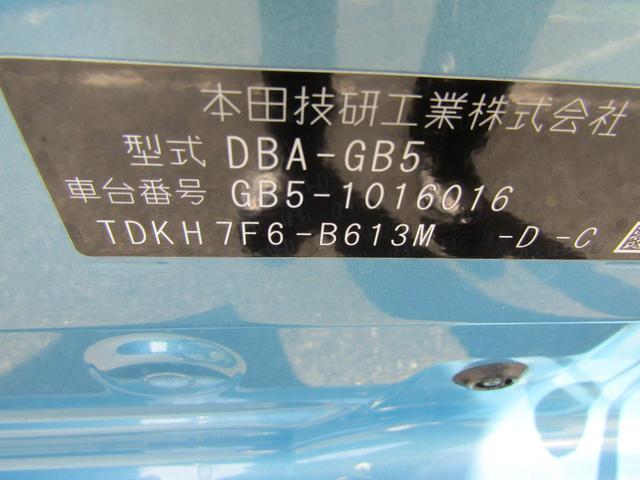 本田技研工業株式会社
型式 DBA-GB5
車台番号 GB5-1016016
TDKH7F6-B613M -D-C